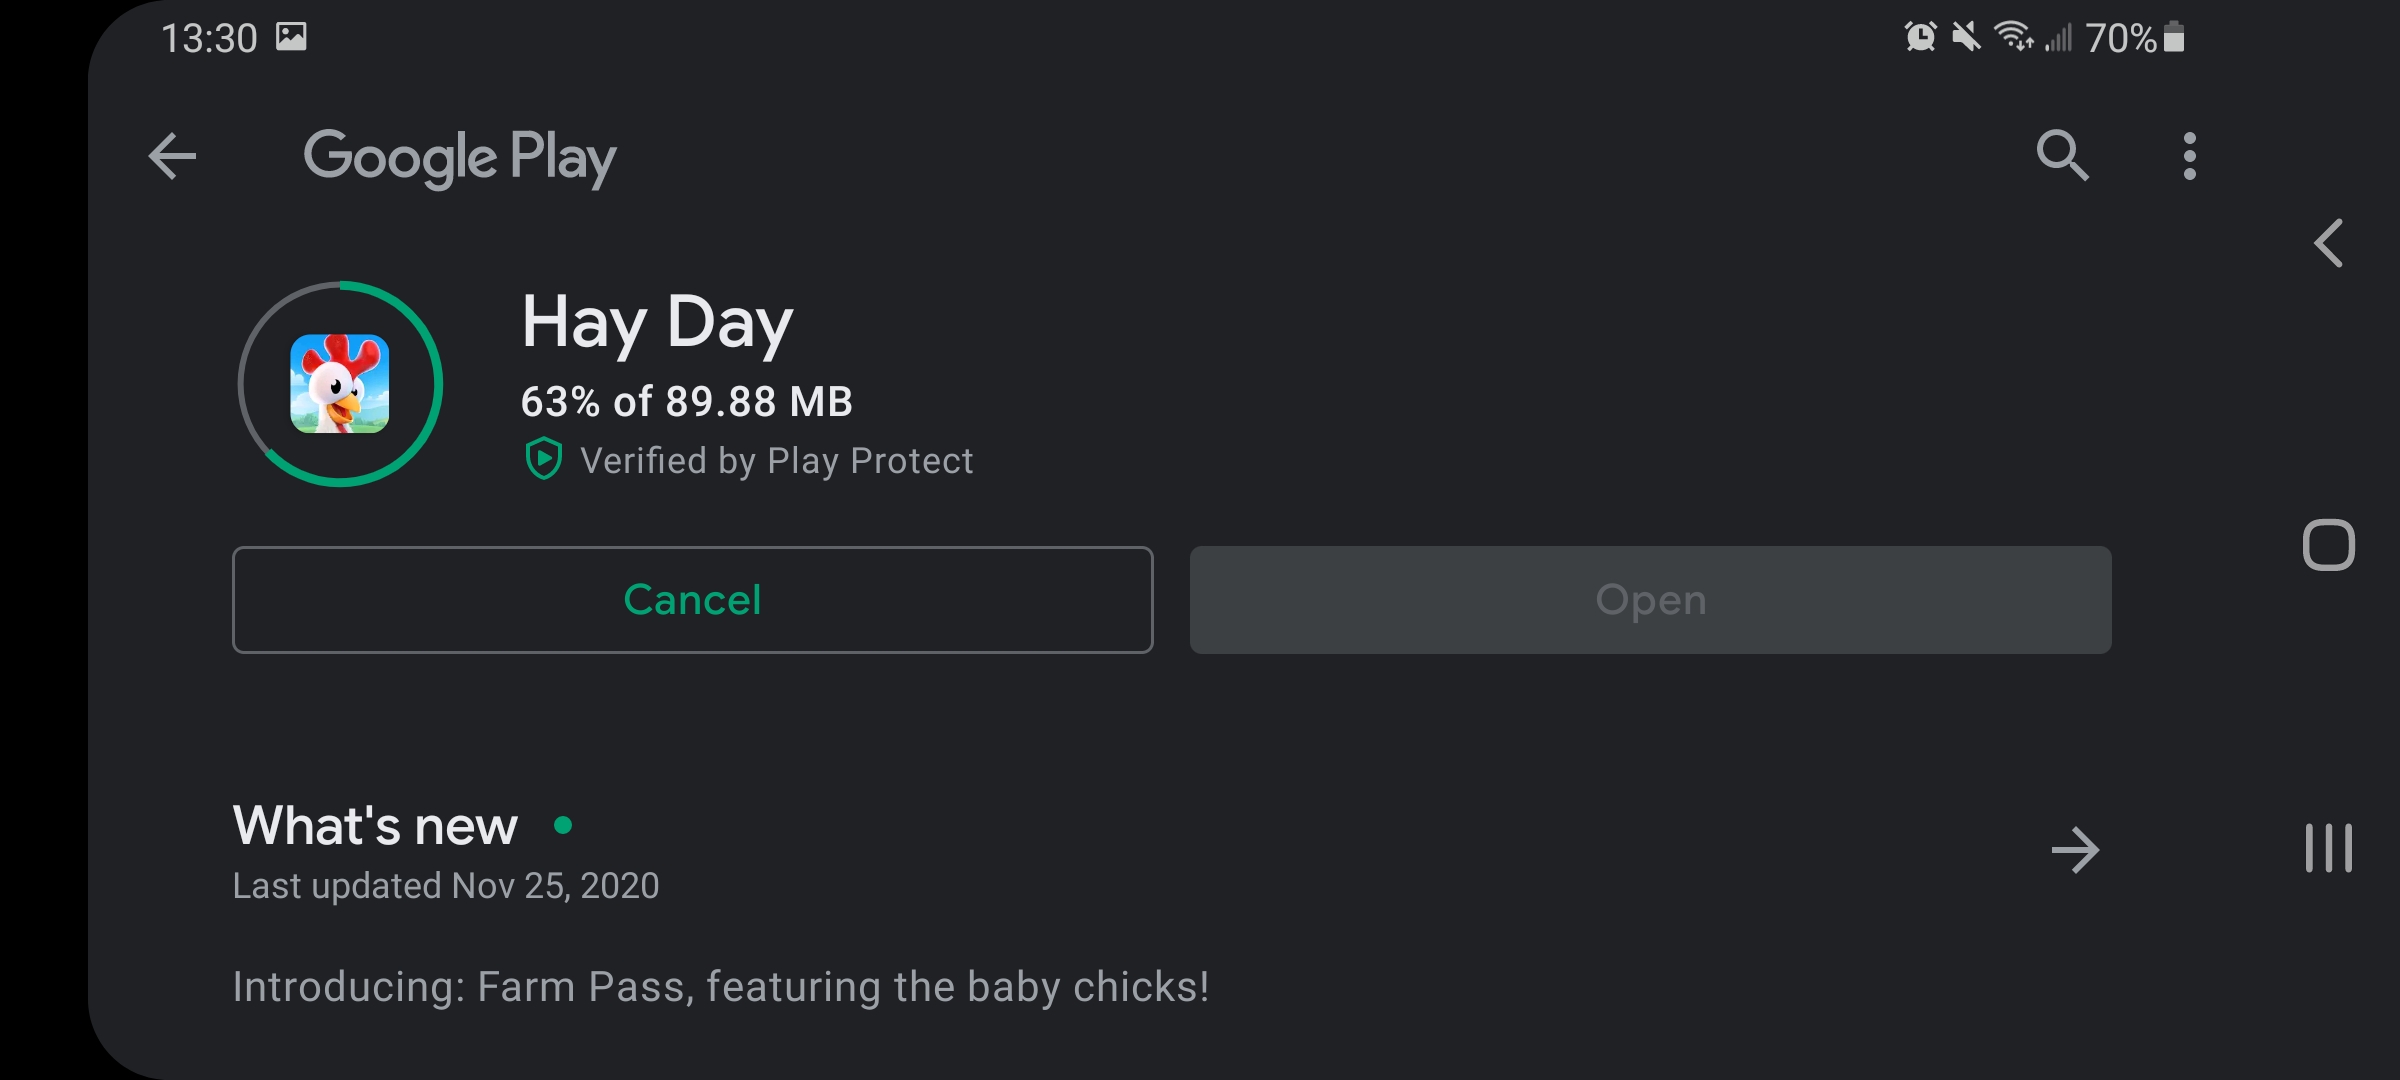 13:30
70%
Google Play
Hay Day
63% of 89.88 MB
Verified by Play Protect
Cancel
Open
What's new
Last updated Nov 25, 2020
Introducing: Farm Pass, featuring the baby chicks!